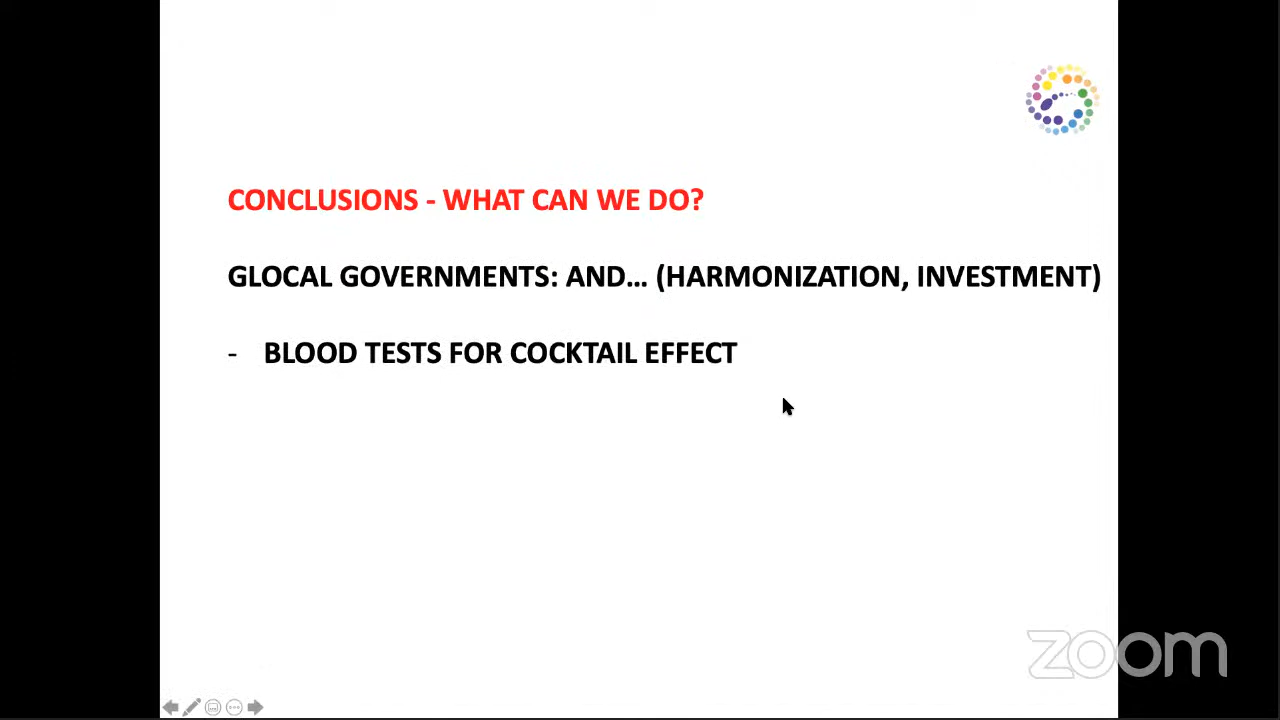 CONCLUSIONS - WHAT CAN WE DO?
GLOCAL GOVERNMENTS: AND... (HARMONIZATION, INVESTMENT)
- BLOOD TESTS FOR COCKTAIL EFFECT
zoom